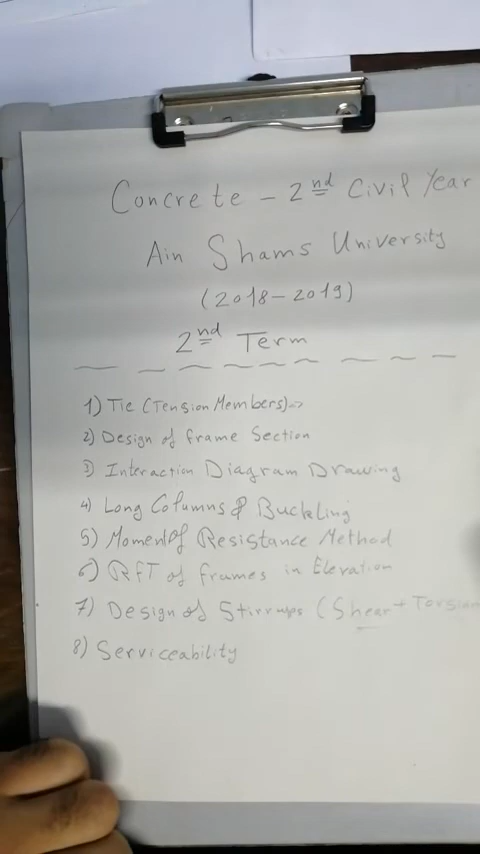 Concrete - 2nd Civil Year
Ain Shams University
(2018-2019)
2nd Term
1) Tie (Tension Members)->
2) Design of frame Section
3) Interaction Diagram Drawing
4) Long Columns & Buckling
5) Moment of Resistance Method
6) RFT of frames in Elevation
7) Design of Stirrups (Shear + Torsion
8) Serviceability